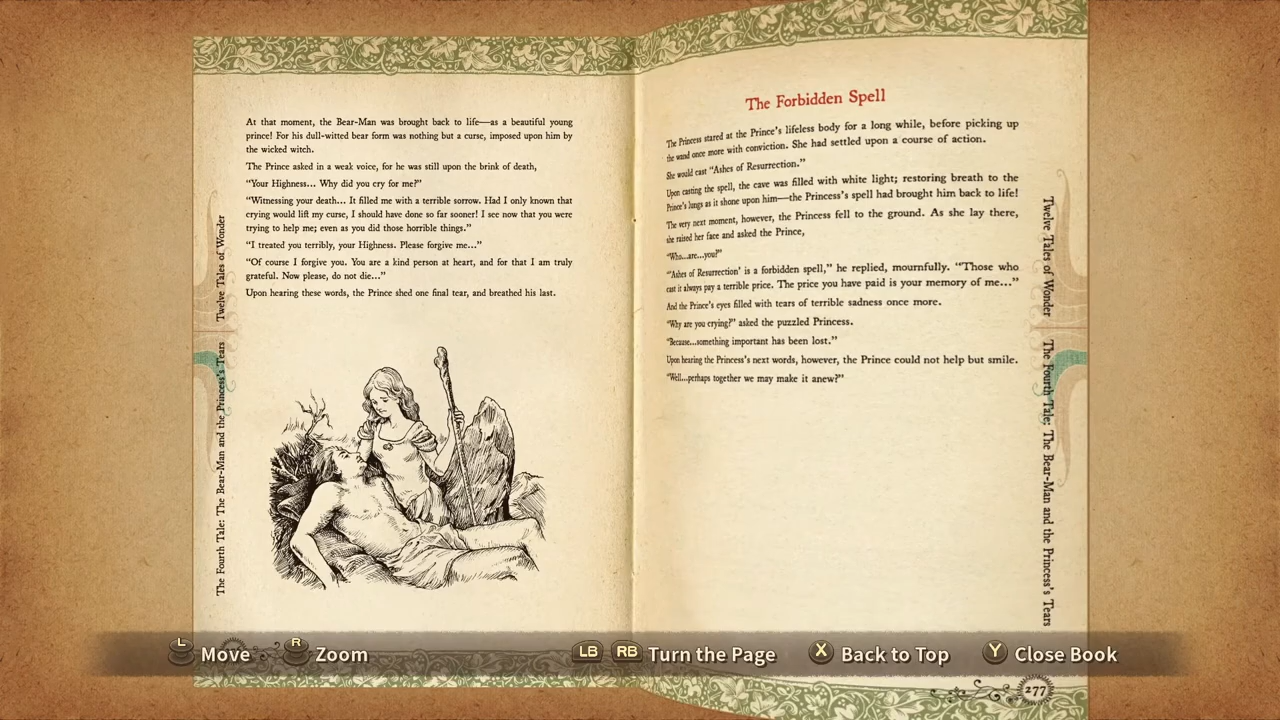 At that moment, the Bear-Man was brought back to life—as a beautiful young
prince! For his dull-witted bear form was nothing but a curse, imposed upon him by
the wicked witch.
The Prince asked in a weak voice, for he was still upon the brink of death,
“Your Highness... Why did you cry for me?”
“Witnessing your death... It filled me with a terrible sorrow. Had I only known that
crying would lift my curse, I should have done so far sooner! I see now that you were
trying to help me; even as you did those horrible things.”
“I treated you terribly, your Highness. Please forgive me...”
“Of course I forgive you. You are a kind person at heart, and for that I am truly
grateful. Now please, do not die...”
Upon hearing these words, the Prince shed one final tear, and breathed his last.
The Fourth Tale: The Bear-Man and the Princess's Tears Twelve Tales of Wonder
The Forbidden Spell
The Princess stared at the Prince's lifeless body for a long while, before picking up
the wand once more with conviction. She had settled upon a course of action.
She would cast “Ashes of Resurrection.”
Upon casting the spell, the cave was filled with white light; restoring breath to the
Prince's lungs as it shone upon him—the Princess's spell had brought him back to life!
The very next moment, however, the Princess fell to the ground. As she lay there,
she raised her face and asked the Prince,
“Who...are...you?”
“'Ashes of Resurrection' is a forbidden spell,” he replied, mournfully. “Those who
cast it always pay a terrible price. The price you have paid is your memory of me...”
And the Prince's eyes filled with tears of terrible sadness once more.
“Why are you crying?” asked the puzzled Princess.
“Because...something important has been lost.”
Upon hearing the Princess's next words, however, the Prince could not help but smile.
“Well...perhaps together we may make it anew?”
Twelve Tales of Wonder The Fourth Tale: The Bear-Man and the Princess's Tears
277
L Move R Zoom LB RB Turn the Page X Back to Top Y Close Book